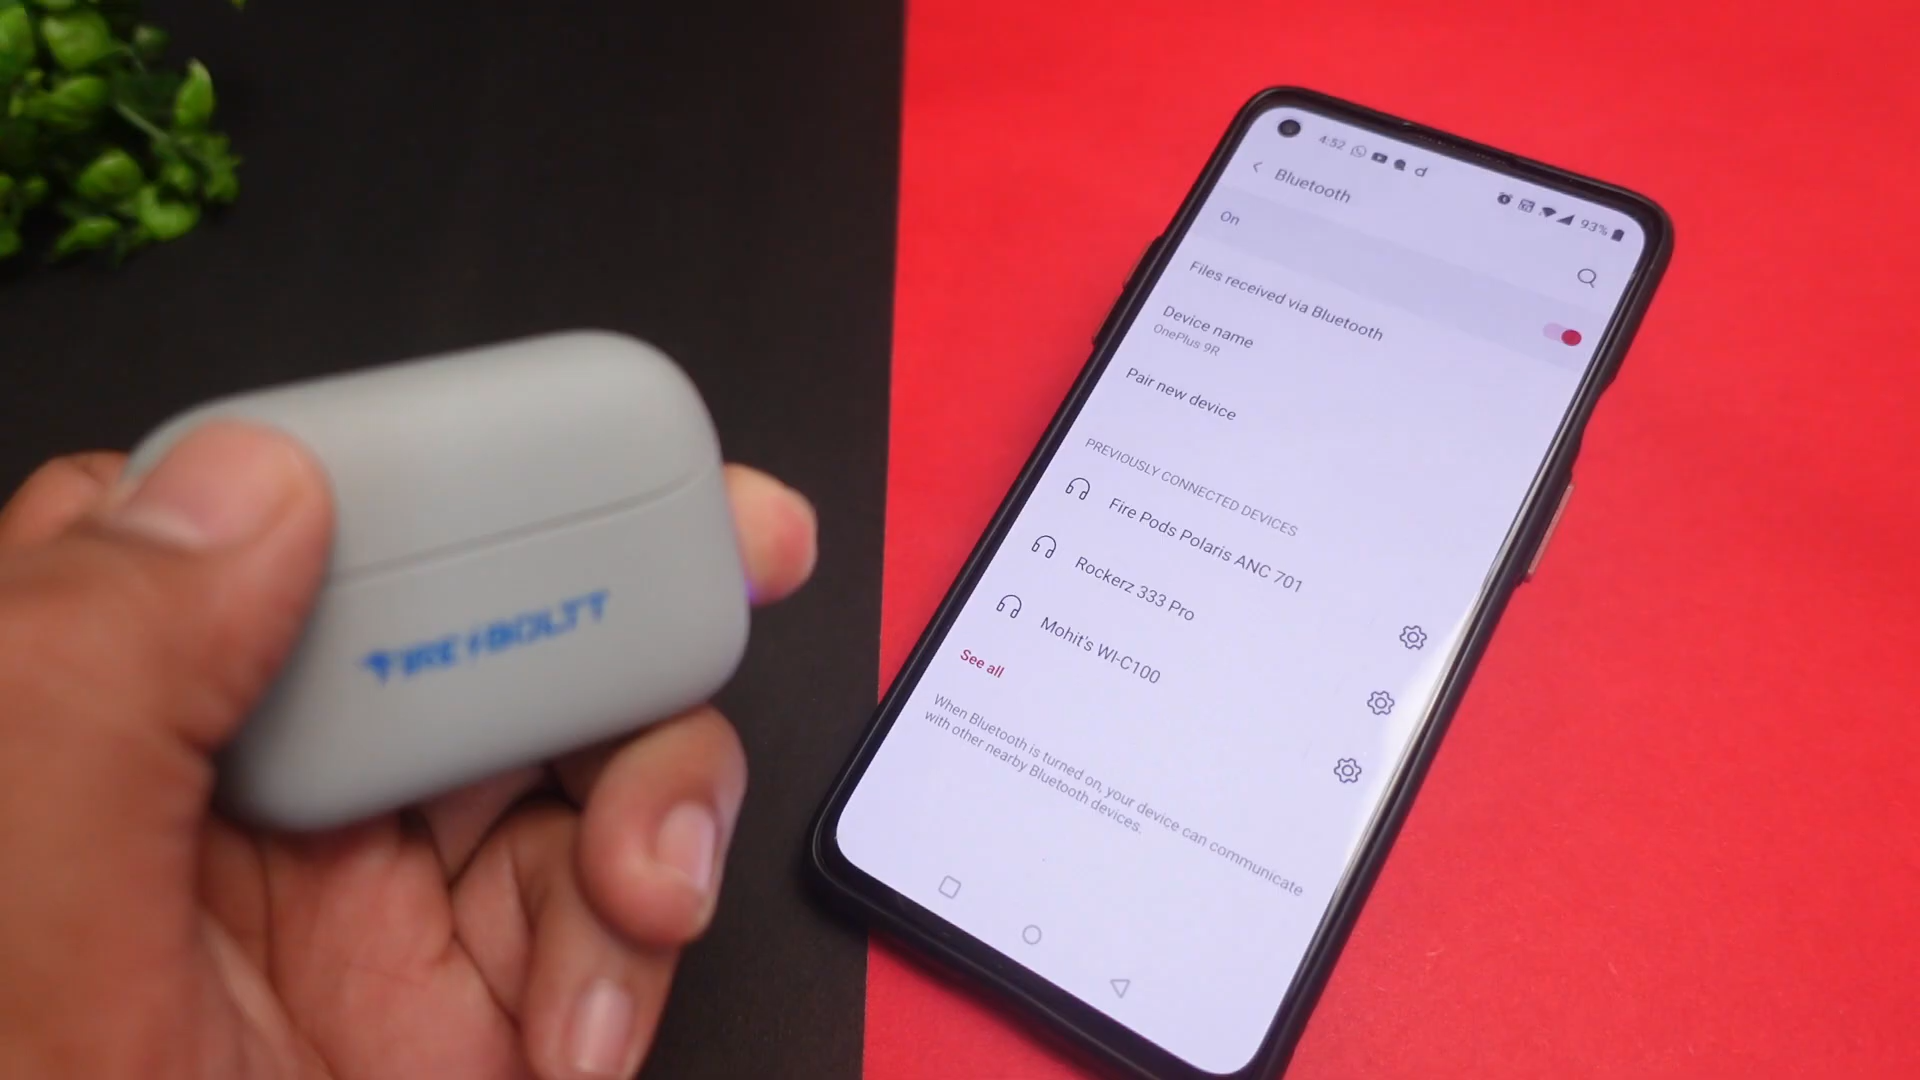 FIRE-BOLTT
4:52
93%
Bluetooth
On
Files received via Bluetooth
Device name
OnePlus 9R
Pair new device
PREVIOUSLY CONNECTED DEVICES
Fire Pods Polaris ANC 701
Rockerz 333 Pro
Mohit's WI-C100
See all
When Bluetooth is turned on, your device can communicate
with other nearby Bluetooth devices.